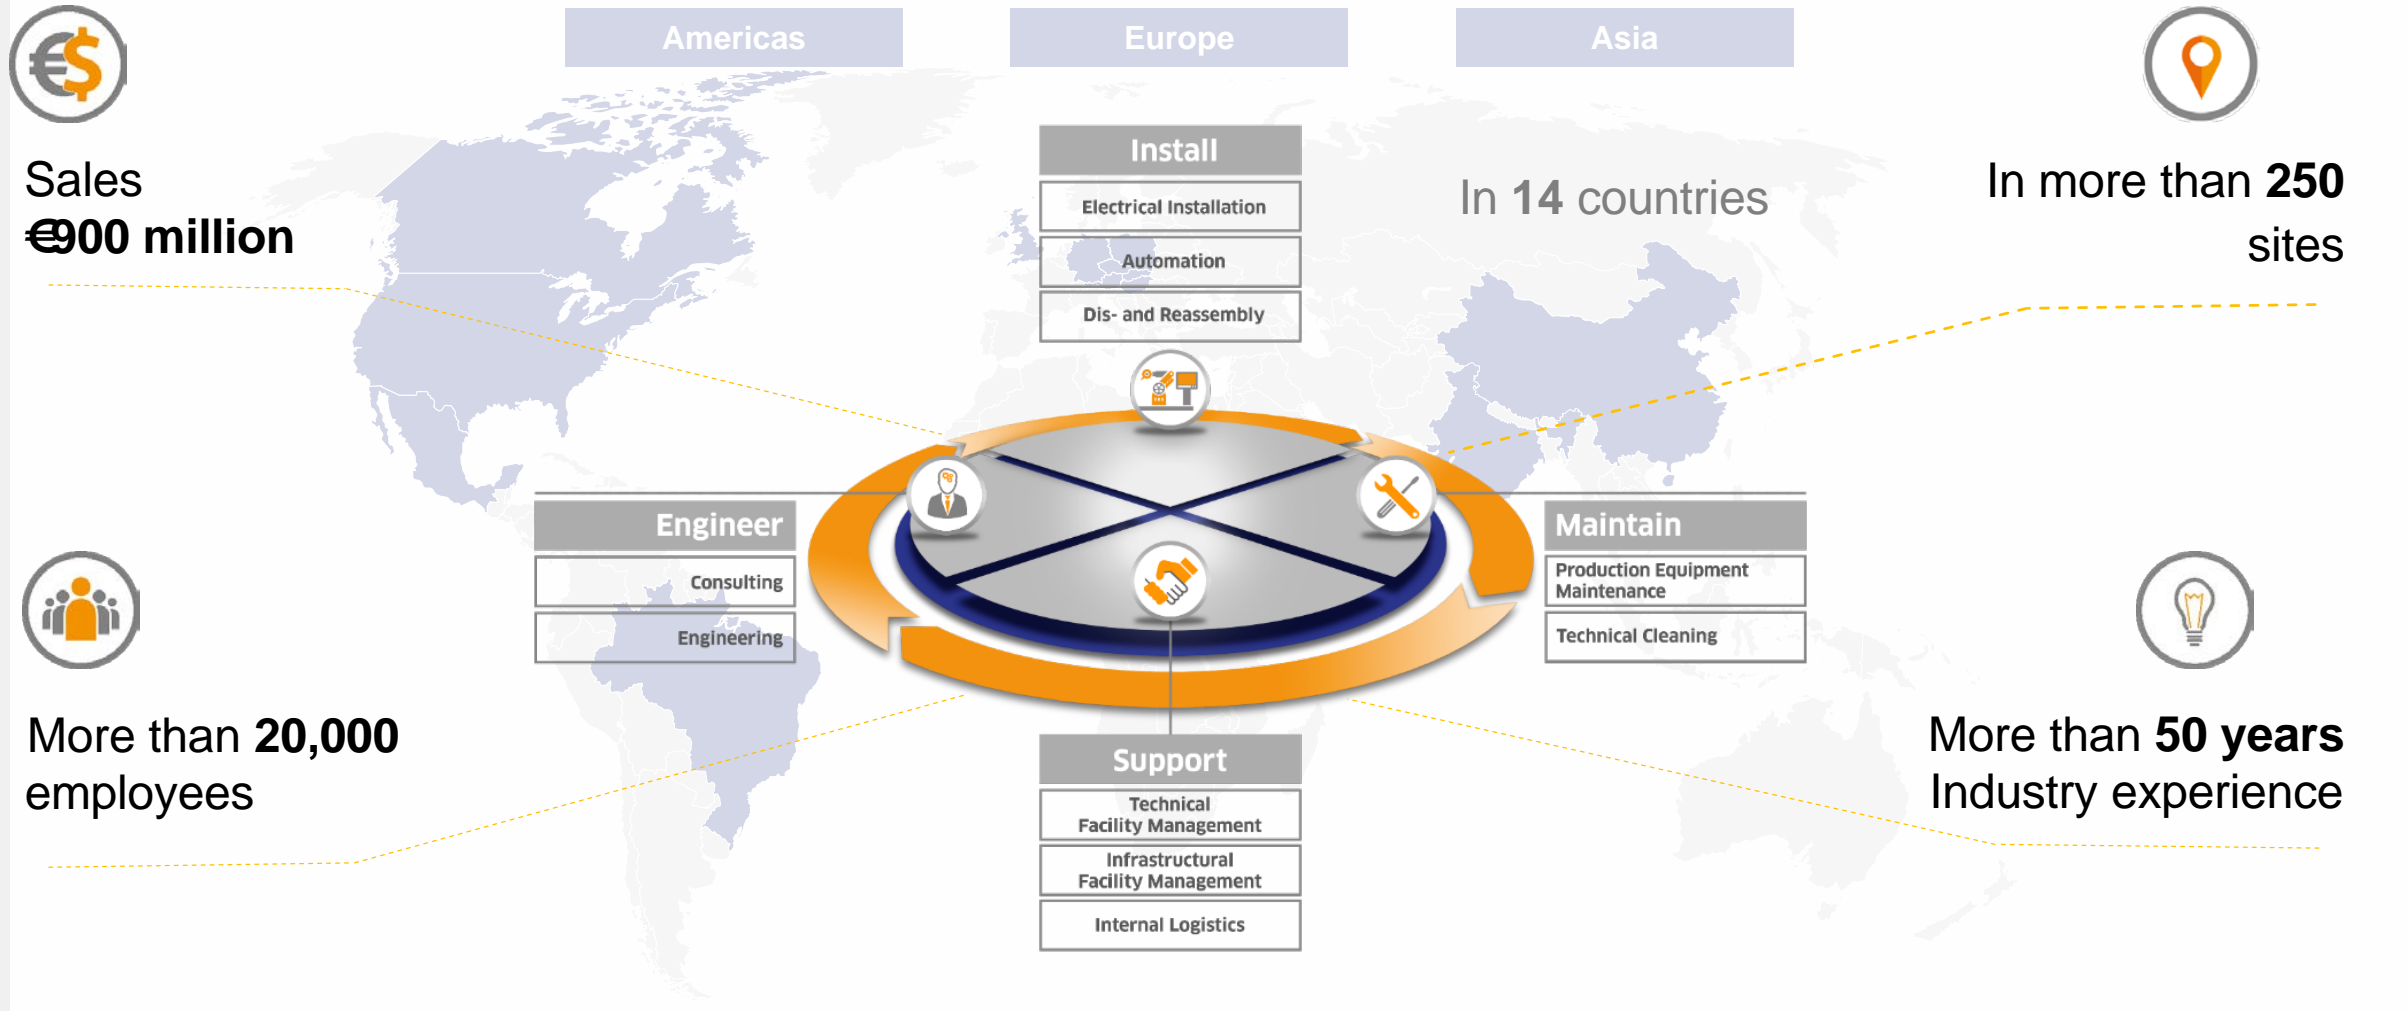 Americas
Europe
Asia
Sales
€900 million
In 14 countries
In more than 250
sites
Install
Electrical Installation
Automation
Dis- and Reassembly
Engineer
Consulting
Engineering
Maintain
Production Equipment
Maintenance
Technical Cleaning
More than 20,000
employees
More than 50 years
Industry experience
Support
Technical
Facility Management
Infrastructural
Facility Management
Internal Logistics